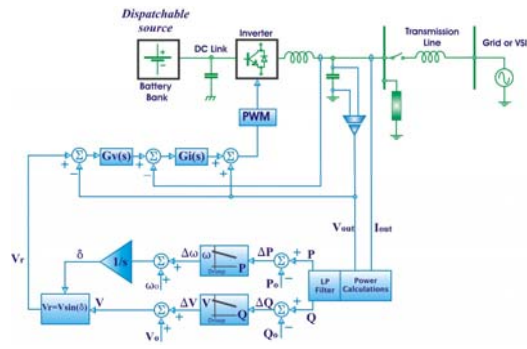 Dispatchable
source
Inverter
Transmission
Line
Grid or VSI
DC Link
Battery
Bank
PWM
Gv(s)
Σ
Gi(s)
Σ
Σ
+
−
+
−
+
+
Vout
Iout
Vr
δ
1/s
Δω
ω
P
Droop
ΔP
Σ
P
Po
ωo
Σ
LP
Filter
Power
Calculations
Vr=Vsin(δ)
V
ΔV
V
Q
Droop
ΔQ
Σ
Q
Qo
Vo
Σ